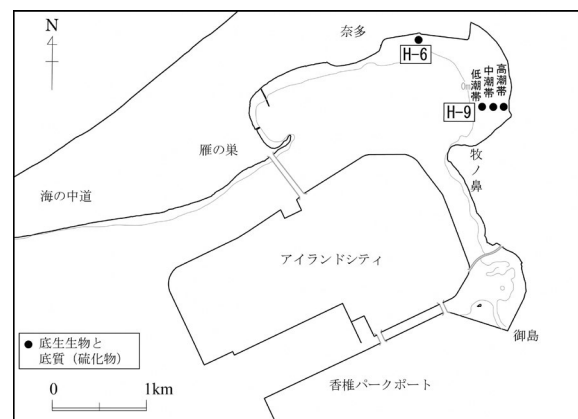 N
奈多
H-6
高潮帯
中潮帯
低潮帯
0m
H-9
雁の巣
牧ノ鼻
海の中道
アイランドシティ
底生生物と
底質（硫化物）
御島
0 1km
香椎パークポート